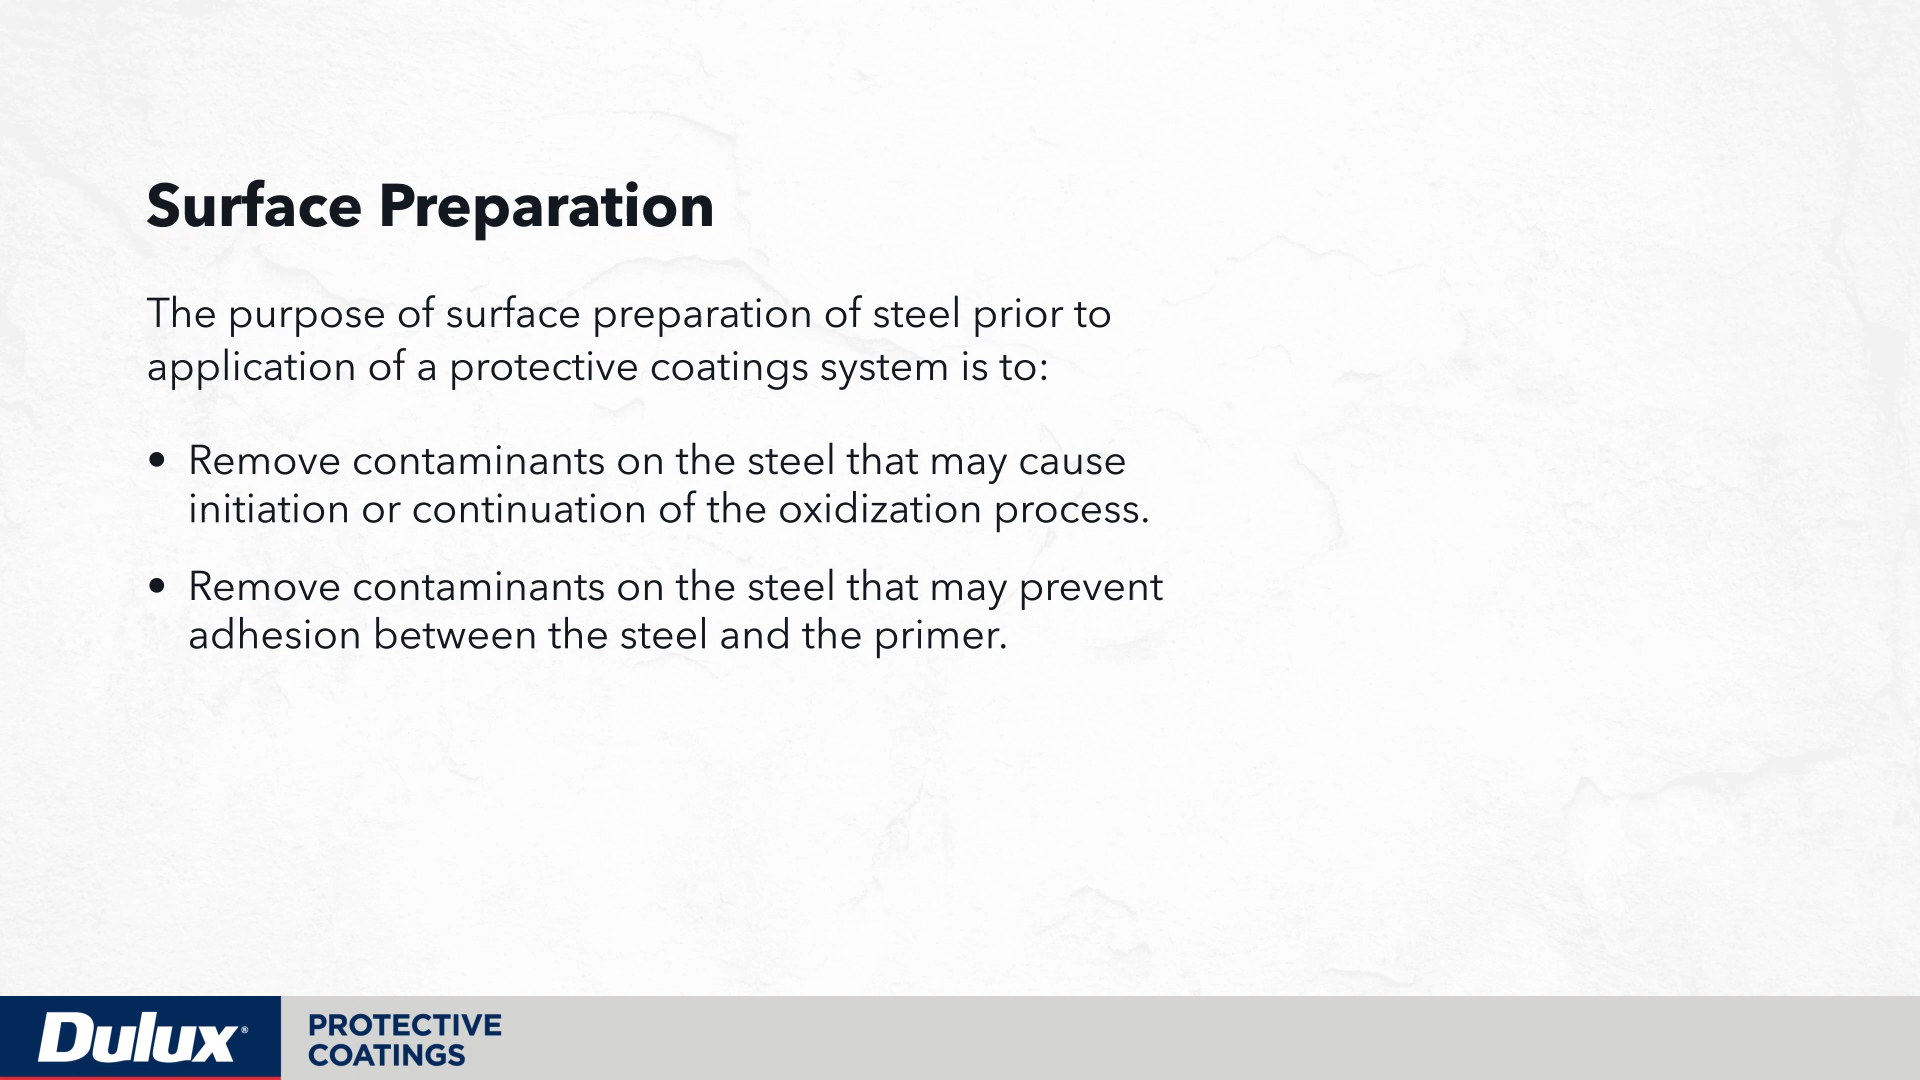 Surface Preparation
The purpose of surface preparation of steel prior to
application of a protective coatings system is to:
• Remove contaminants on the steel that may cause
initiation or continuation of the oxidization process.
• Remove contaminants on the steel that may prevent
adhesion between the steel and the primer.
Dulux®
PROTECTIVE
COATINGS